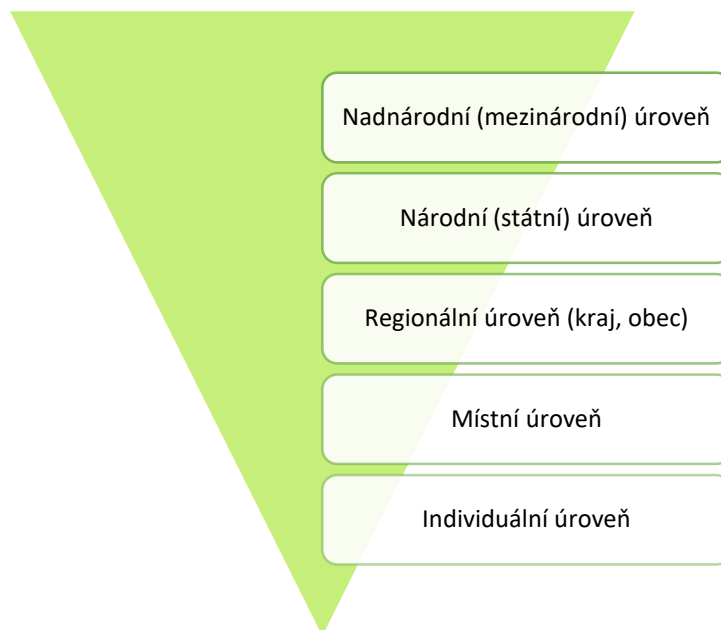 Nadnárodní (mezinárodní) úroveň
Národní (státní) úroveň
Regionální úroveň (kraj, obec)
Místní úroveň
Individuální úroveň